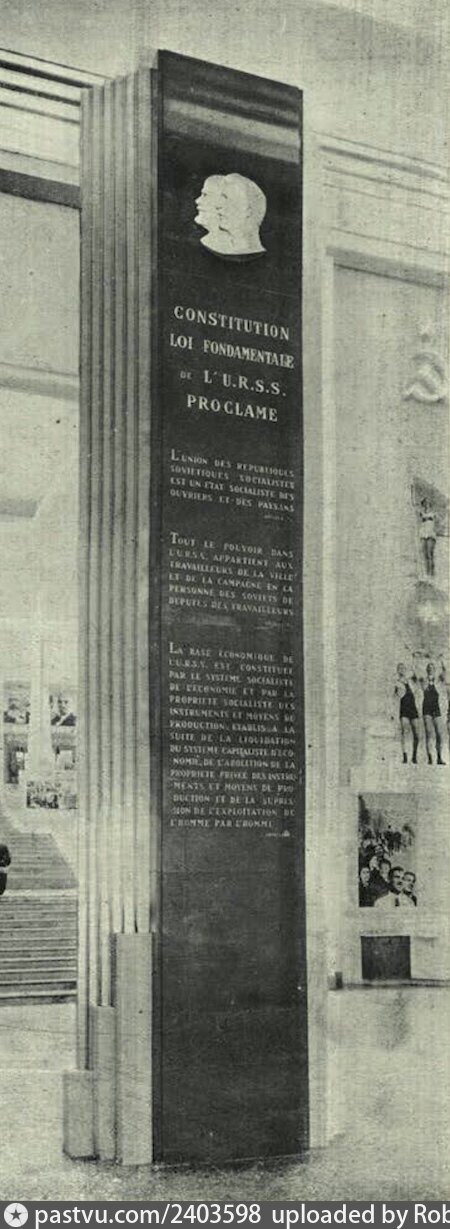 CONSTITUTION
LOI FONDAMENTALE
DE L'U.R.S.S.
PROCLAME
L'UNION DES REPUBLIQUES
SOVIETIQUES SOCIALISTES
EST UN ETAT SOCIALISTE DES
OUVRIERS ET DES PAYSANS
TOUT LE POUVOIR DANS
L'U.R.S.S. APPARTIENT AUX
TRAVAILLEURS DE LA VILLE
ET DE LA CAMPAGNE EN LA
PERSONNE DES SOVIETS DE
DEPUTES DES TRAVAILLEURS
LA BASE ECONOMIQUE DE
L'U.R.S.S. EST CONSTITUEE
PAR LE SYSTEME SOCIALISTE
DE L'ECONOMIE ET PAR LA
PROPRIETE SOCIALISTE DES
INSTRUMENTS ET MOYENS DE
PRODUCTION, ETABLIS A LA
SUITE DE LA LIQUIDATION
DU SYSTEME CAPITALISTE D'ECO-
NOMIE, DE L'ABOLITION DE LA
PROPRIETE PRIVEE DES INSTRU-
MENTS ET MOYENS DE PRO-
DUCTION ET DE LA SUPRES-
SION DE L'EXPLOITATION DE
L'HOMME PAR L'HOMME
pastvu.com/2403598 uploaded by Rob